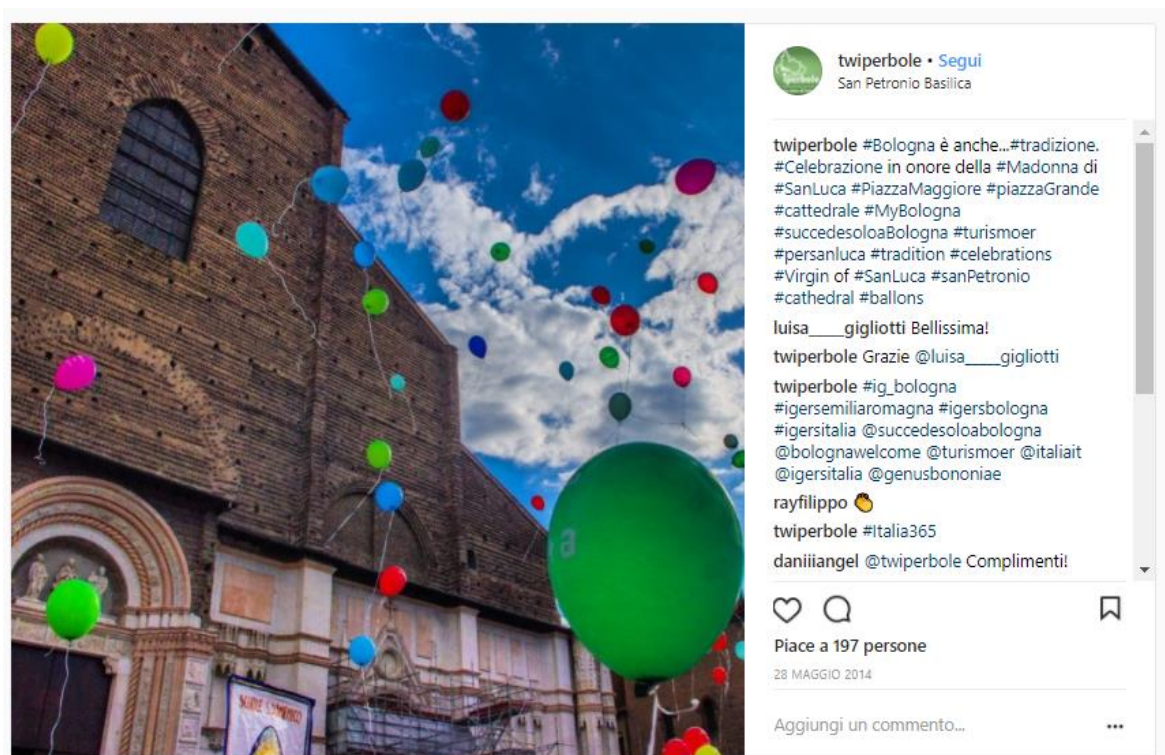 twiperbole • Segui
San Petronio Basilica
twiperbole #Bologna è anche...#tradizione.
#Celebrazione in onore della #Madonna di
#SanLuca #PiazzaMaggiore #piazzaGrande
#cattedrale #MyBologna
#succedesoloaBologna #turismoer
#persanluca #tradition #celebrations
#Virgin of #SanLuca #sanPetronio
#cathedral #ballons
luisa____gigliotti Bellissima!
twiperbole Grazie @luisa____gigliotti
twiperbole #ig_bologna
#igersemiliaromagna #igersbologna
#igersitalia @succedesoloabologna
@bolognawelcome @turismoer @italiait
@igersitalia @genusbononiae
rayfilippo 👏
twiperbole #Italia365
daniiiangel @twiperbole Complimenti!
Piace a 197 persone
28 MAGGIO 2014
Aggiungi un commento...